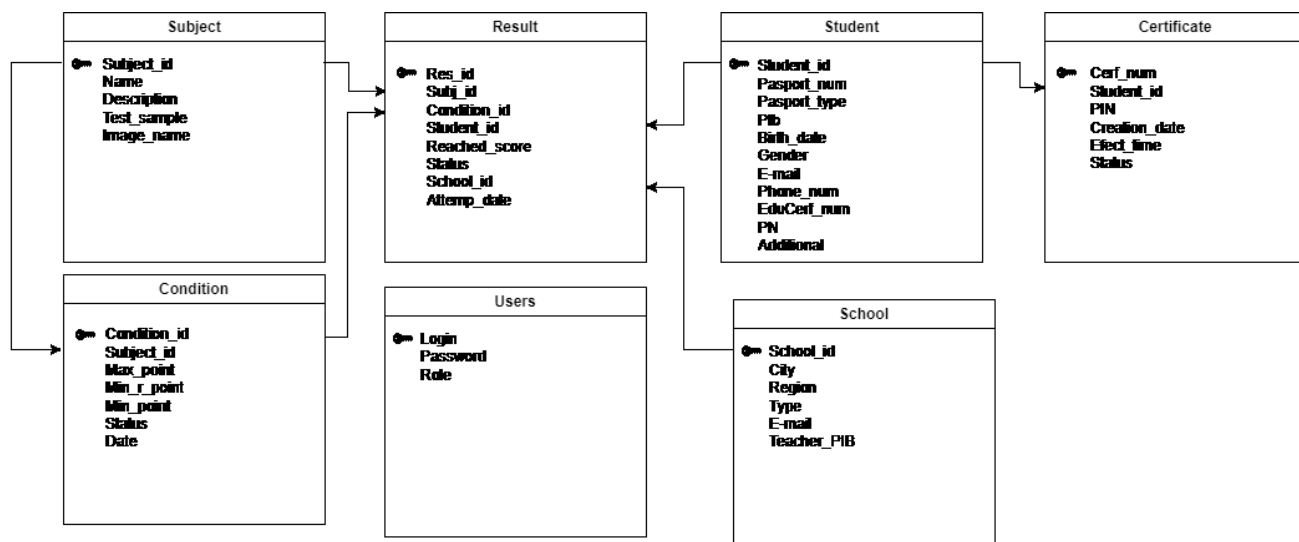 Subject
Subject_id
Name
Description
Test_sample
Image_name
Result
Res_id
Subj_id
Condition_id
Student_id
Reached_score
Status
School_id
Attemp_date
Student
Student_id
Pasport_num
Pasport_type
PIb
Birth_date
Gender
E-mail
Phone_num
EduCerf_num
PN
Additional
Certificate
Cerf_num
Student_id
PIN
Creation_date
Efect_time
Status
Condition
Condition_id
Subject_id
Max_point
Min_r_point
Min_point
Status
Date
Users
Login
Password
Role
School
School_id
City
Region
Type
E-mail
Teacher_PIB